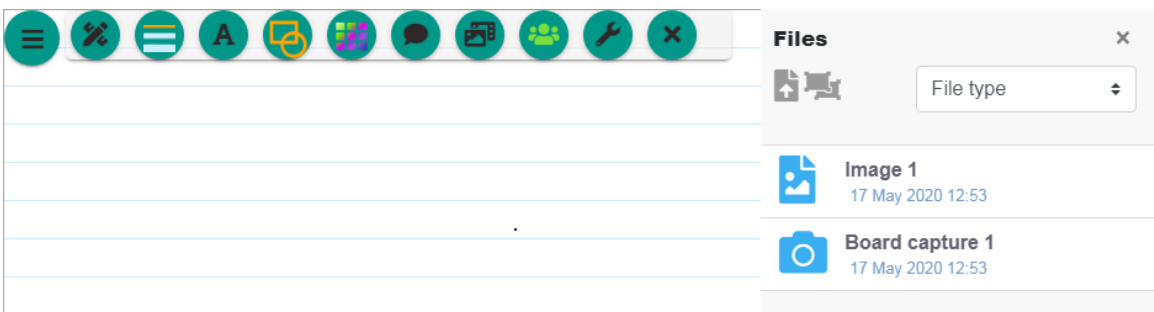 A
Files
File type
Image 1
17 May 2020 12:53
Board capture 1
17 May 2020 12:53